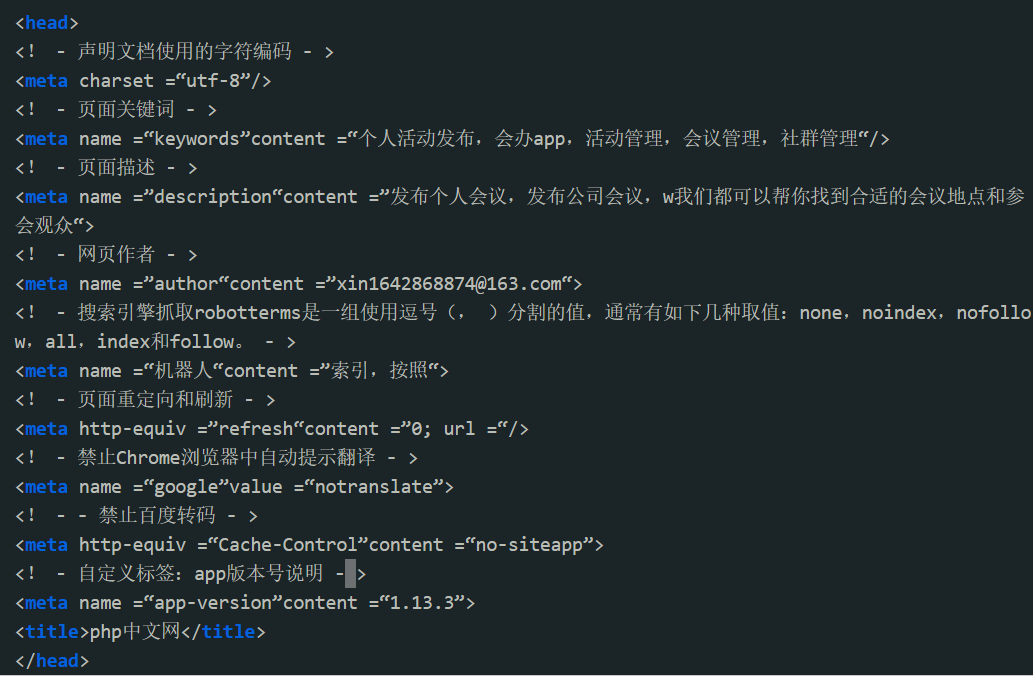 <head>
<!  - 声明文档使用的字符编码 - >
<meta charset =“utf-8”/>
<!  - 页面关键词 - >
<meta name =“keywords”content =“个人活动发布，会办app，活动管理，会议管理，社群管理“/>
<!  - 页面描述 - >
<meta name =”description“content =”发布个人会议，发布公司会议，w我们都可以帮你找到合适的会议地点和参
会观众“>
<!  - 网页作者 - >
<meta name =”author“content =”xin1642868874@163.com“>
<!  - 搜索引擎抓取robotterms是一组使用逗号（， ）分割的值，通常有如下几种取值：none，noindex，nofollo
w，all，index和follow。 - >
<meta name =“机器人“content =”索引，按照“>
<!  - 页面重定向和刷新 - >
<meta http-equiv =”refresh“content =”0; url =“/>
<!  - 禁止Chrome浏览器中自动提示翻译 - >
<meta name =“google”value =“notranslate”>
<!  - - 禁止百度转码 - >
<meta http-equiv =“Cache-Control”content =“no-siteapp”>
<!  - 自定义标签：app版本号说明 - >
<meta name =“app-version”content =“1.13.3”>
<title>php中文网</title>
</head>